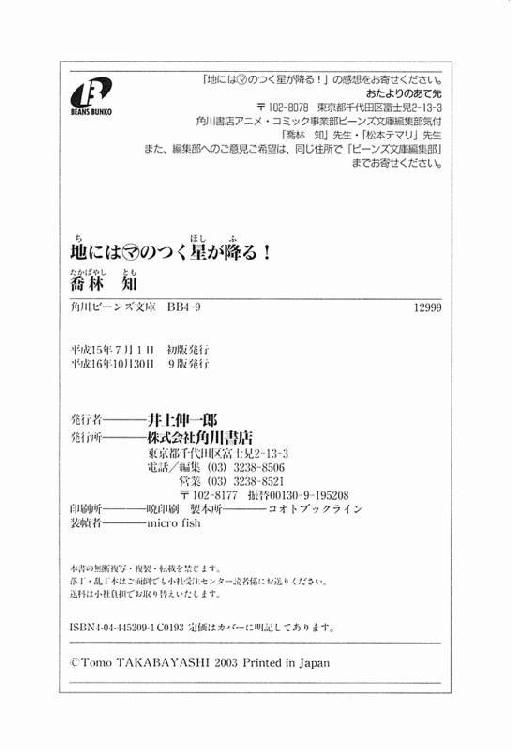 BEANS BUNKO
「地には㋮のつく星が降る！」の感想をお寄せください。
おたよりのあて先
〒102-8078　東京都千代田区富士見2-13-3
角川書店アニメ・コミック事業部ビーンズ文庫編集部気付
「喬林　知」先生・「松本テマリ」先生
また、編集部へのご意見ご希望は、同じ住所で「ビーンズ文庫編集部」
までお寄せください。
ち　ほし　ふ
地には㋮のつく星が降る！
たかばやし　とも
喬林　知
角川ビーンズ文庫　BB4-9　12999
平成15年7月1日　初版発行
平成16年10月30日　9版発行
発行者―――井上伸一郎
発行所―――株式会社角川書店
東京都千代田区富士見2-13-3
電話／編集 (03) 3238-8506
営業 (03) 3238-8521
〒102-8177　振替00130-9-195208
印刷所―――暁印刷　製本所―――コオトブックライン
装幀者―――micro fish
本書の無断複写・複製・転載を禁じます。
落丁・乱丁本はご面倒でも小社受注センター読者係にお送りください。
送料は小社負担でお取り替えいたします。
ISBN4-04-445209-1 C0193 定価はカバーに明記してあります。
©Tomo TAKABAYASHI 2003 Printed in Japan